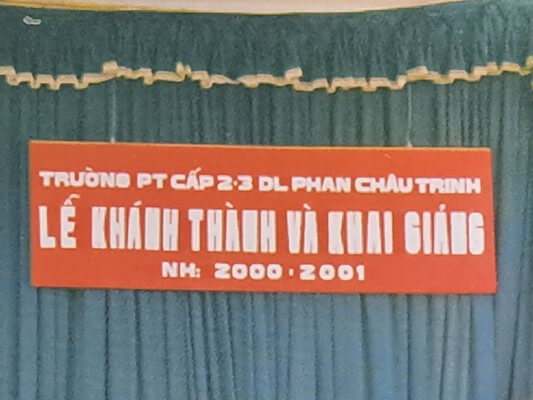 TRƯỜNG PT CẤP 2·3 DL PHAN CHÂU TRINH
LỄ KHÁNH THÀNH VÀ KHAI GIẢNG
NH: 2000·2001